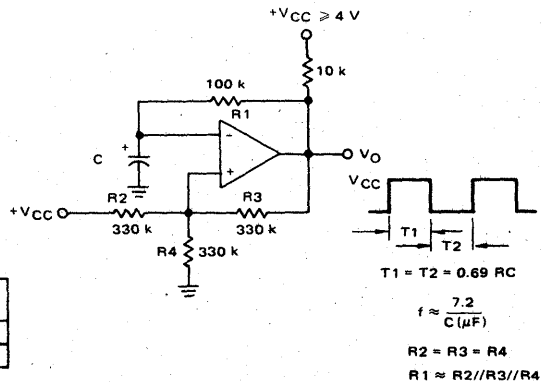 +VCC ⩾ 4 V
10 k
100 k
R1
C
+
-
+
VO
+VCC
R2
330 k
R3
330 k
R4
330 k
VCC
T1
T2
T1 = T2 = 0.69 RC
f ≈ 7.2 / C (μF)
R2 = R3 = R4
R1 ≈ R2//R3//R4